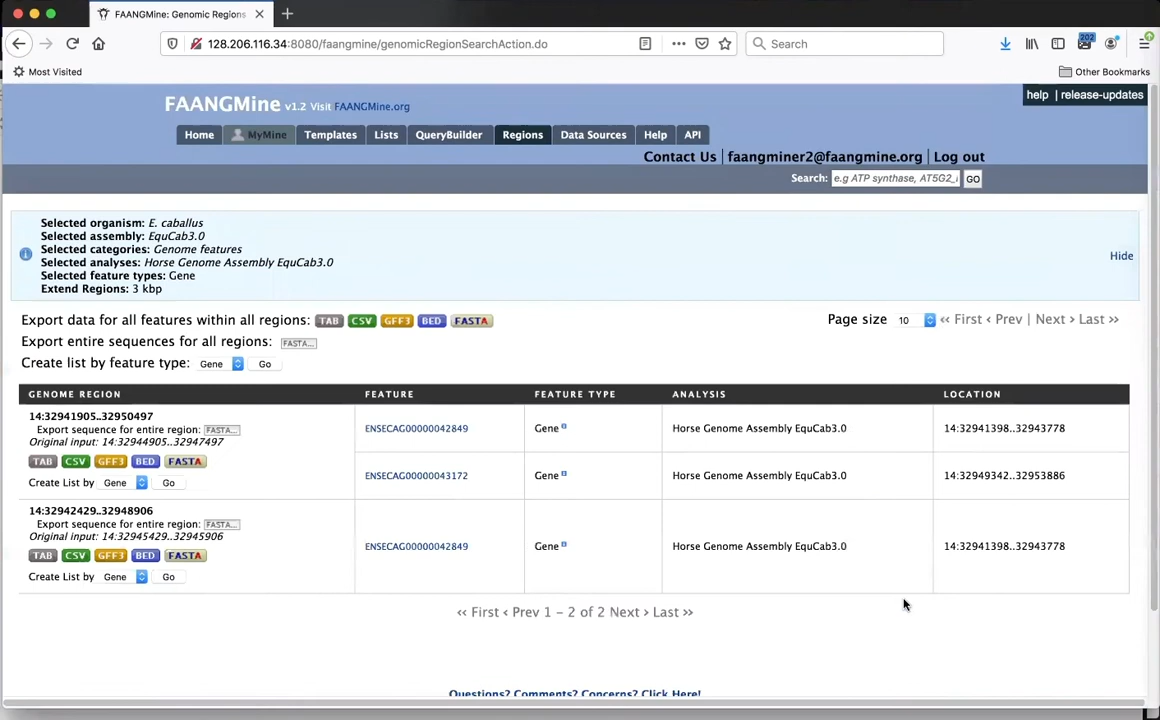 FAANGMine: Genomic Regions
128.206.116.34:8080/faangmine/genomicRegionSearchAction.do
Search
202
Most Visited
Other Bookmarks
FAANGMine v1.2 Visit FAANGMine.org
help | release-updates
Home
MyMine
Templates
Lists
QueryBuilder
Regions
Data Sources
Help
API
Contact Us | faangminer2@faangmine.org | Log out
Search: e.g ATP synthase, AT5G2_ GO
Selected organism: E. caballus
Selected assembly: EquCab3.0
Selected categories: Genome features
Selected analyses: Horse Genome Assembly EquCab3.0
Selected feature types: Gene
Extend Regions: 3 kbp
Hide
Export data for all features within all regions: TAB CSV GFF3 BED FASTA
Page size 10 << First < Prev | Next > Last >>
Export entire sequences for all regions: FASTA...
Create list by feature type: Gene Go
GENOME REGION FEATURE FEATURE TYPE ANALYSIS LOCATION
14:32941905..32950497
Export sequence for entire region: FASTA...
Original input: 14:32944905..32947497
TAB CSV GFF3 BED FASTA
Create List by Gene Go
ENSECAG00000042849 Gene Horse Genome Assembly EquCab3.0 14:32941398..32943778
ENSECAG00000043172 Gene Horse Genome Assembly EquCab3.0 14:32949342..32953886
14:32942429..32948906
Export sequence for entire region: FASTA...
Original input: 14:32945429..32945906
TAB CSV GFF3 BED FASTA
Create List by Gene Go
ENSECAG00000042849 Gene Horse Genome Assembly EquCab3.0 14:32941398..32943778
<< First < Prev 1 - 2 of 2 Next > Last >>
Questions? Comments? Concerns? Click Here!